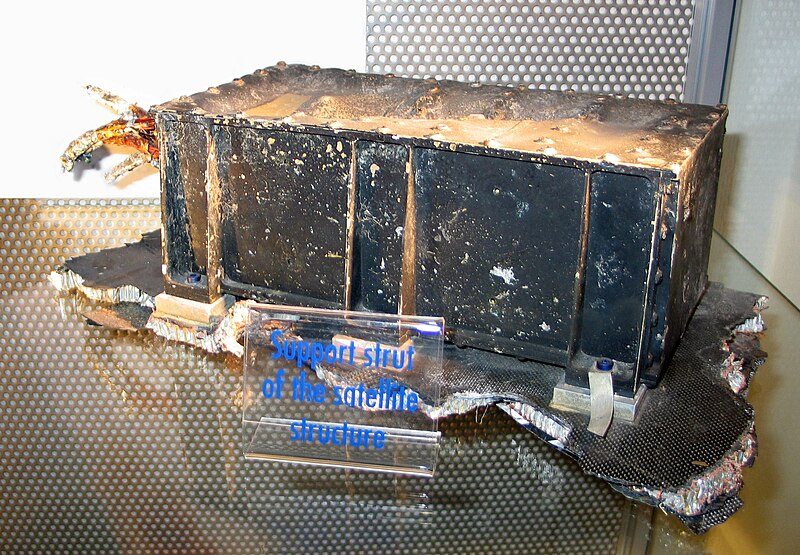 Support strut
of the satellite
structure